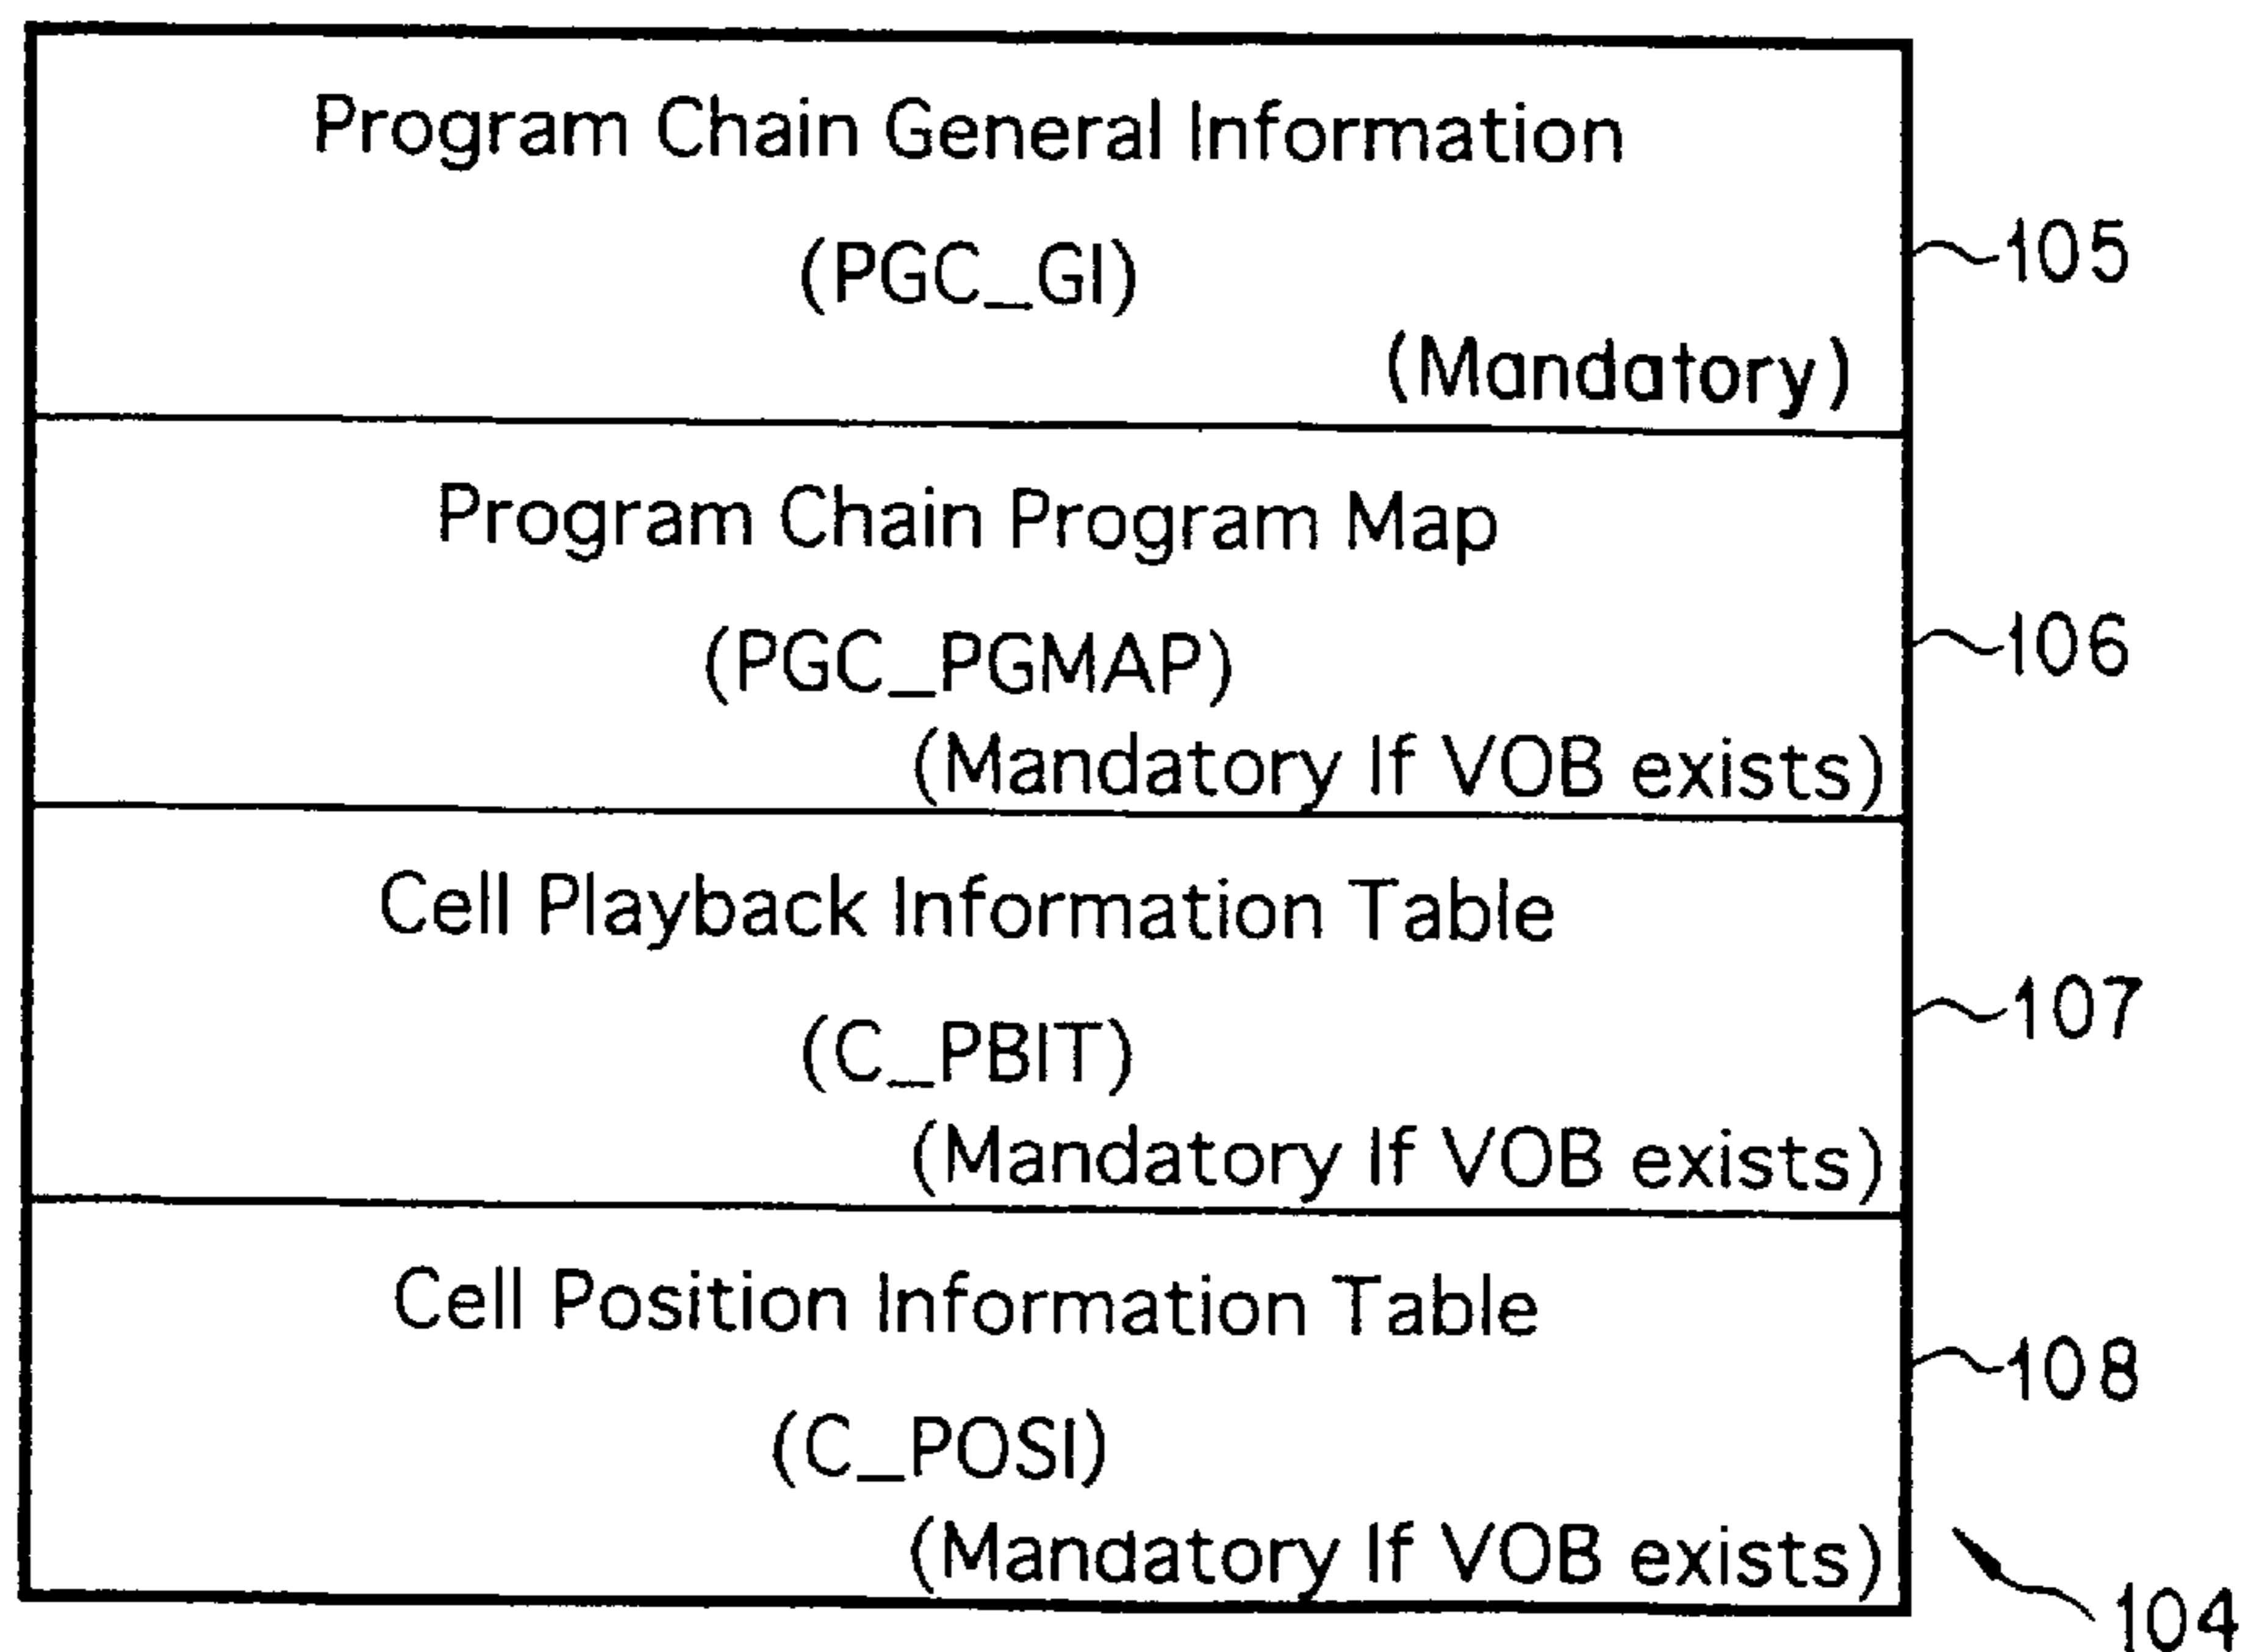 Program Chain General Information
(PGC_GI)
105
(Mandatory)
Program Chain Program Map
(PGC_PGMAP)
106
(Mandatory If VOB exists)
Cell Playback Information Table
(C_PBIT)
107
(Mandatory If VOB exists)
Cell Position Information Table
108
(C_POSI)
(Mandatory If VOB exists)
104